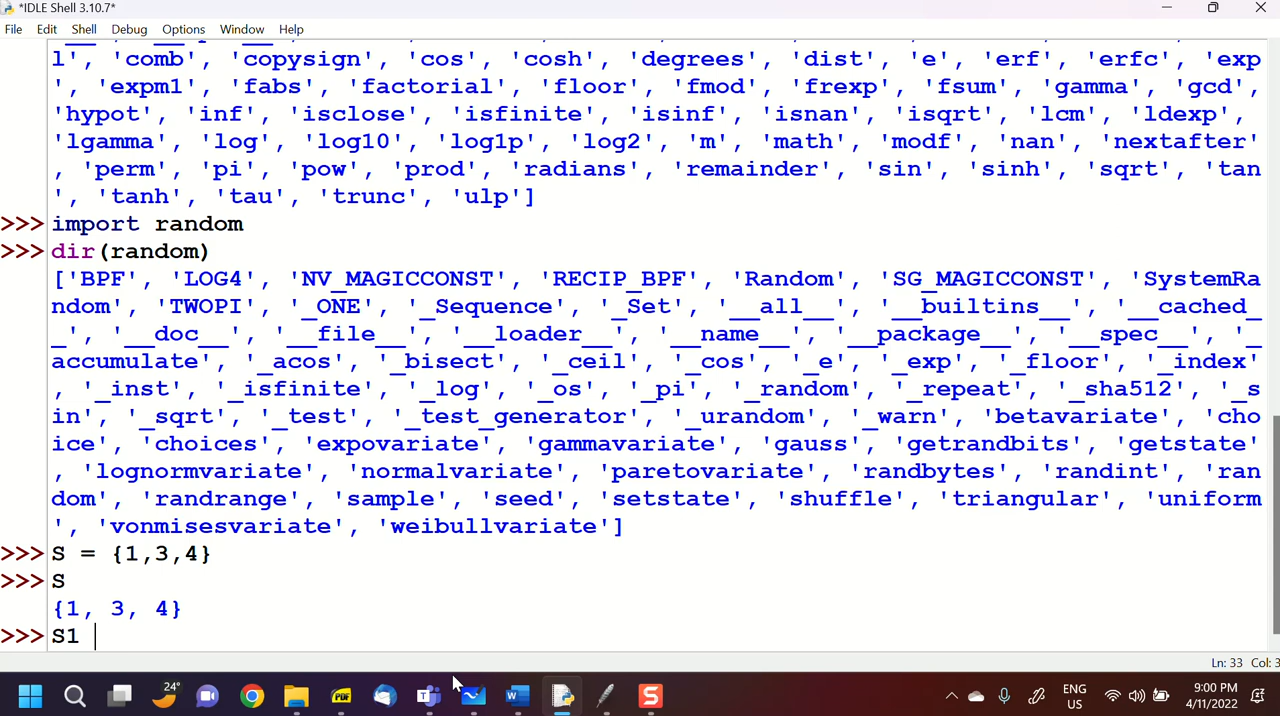 *IDLE Shell 3.10.7*
File Edit Shell Debug Options Window Help
l', 'comb', 'copysign', 'cos', 'cosh', 'degrees', 'dist', 'e', 'erf', 'erfc', 'exp
', 'expm1', 'fabs', 'factorial', 'floor', 'fmod', 'frexp', 'fsum', 'gamma', 'gcd',
'hypot', 'inf', 'isclose', 'isfinite', 'isinf', 'isnan', 'isqrt', 'lcm', 'ldexp',
'lgamma', 'log', 'log10', 'log1p', 'log2', 'm', 'math', 'modf', 'nan', 'nextafter'
, 'perm', 'pi', 'pow', 'prod', 'radians', 'remainder', 'sin', 'sinh', 'sqrt', 'tan
', 'tanh', 'tau', 'trunc', 'ulp']
>>> import random
>>> dir(random)
['BPF', 'LOG4', 'NV_MAGICCONST', 'RECIP_BPF', 'Random', 'SG_MAGICCONST', 'SystemRa
ndom', 'TWOPI', '_ONE', '_Sequence', '_Set', '__all__', '__builtins__', '__cached_
_', '__doc__', '__file__', '__loader__', '__name__', '__package__', '__spec__', '_
accumulate', '_acos', '_bisect', '_ceil', '_cos', '_e', '_exp', '_floor', '_index'
, '_inst', '_isfinite', '_log', '_os', '_pi', '_random', '_repeat', '_sha512', '_s
in', '_sqrt', '_test', '_test_generator', '_urandom', '_warn', 'betavariate', 'cho
ice', 'choices', 'expovariate', 'gammavariate', 'gauss', 'getrandbits', 'getstate'
, 'lognormvariate', 'normalvariate', 'paretovariate', 'randbytes', 'randint', 'ran
dom', 'randrange', 'sample', 'seed', 'setstate', 'shuffle', 'triangular', 'uniform
', 'vonmisesvariate', 'weibullvariate']
>>> S = {1,3,4}
>>> S
{1, 3, 4}
>>> S1
Ln: 33 Col: 3
24°
PDF
ENG
US
9:00 PM
4/11/2022